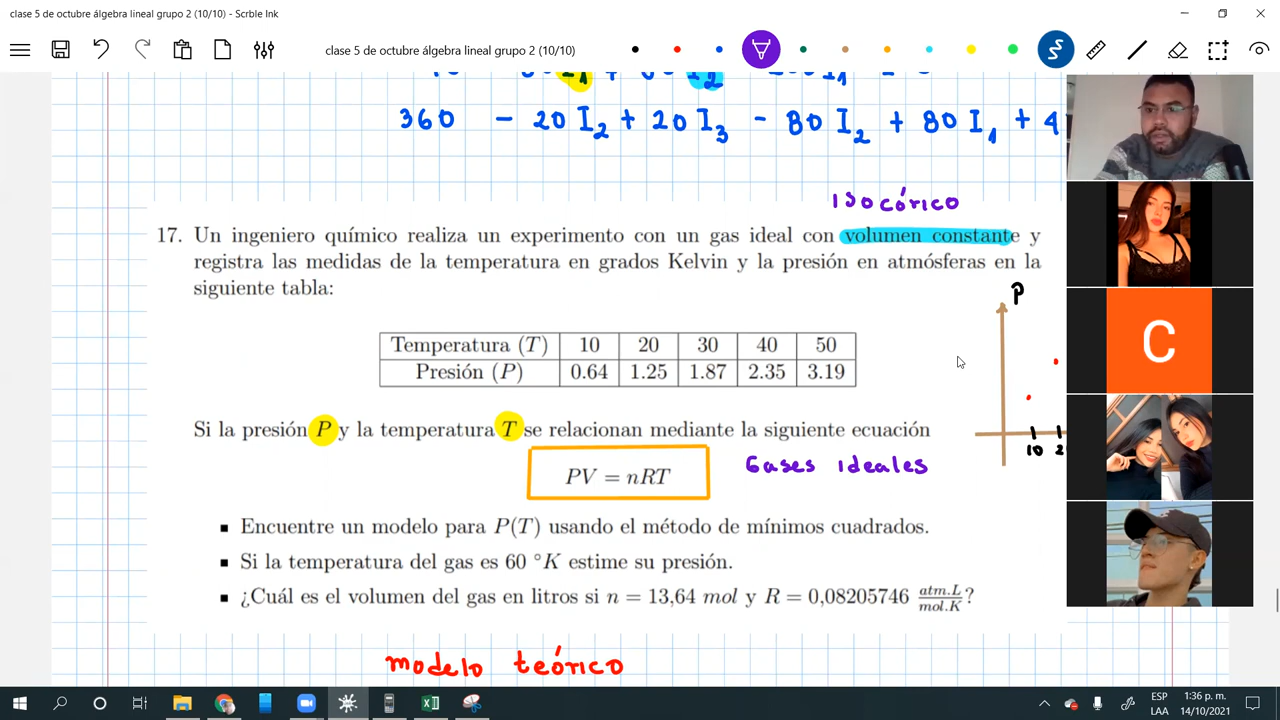 clase 5 de octubre álgebra lineal grupo 2 (10/10) - Scrble Ink
clase 5 de octubre álgebra lineal grupo 2 (10/10)
360 - 20 I2 + 20 I3 - 80 I2 + 80 I1 + 4
Isocórico
17. Un ingeniero químico realiza un experimento con un gas ideal con volumen constante y
registra las medidas de la temperatura en grados Kelvin y la presión en atmósferas en la
siguiente tabla:
P
Temperatura (T) 10 20 30 40 50
Presión (P) 0.64 1.25 1.87 2.35 3.19
Si la presión P y la temperatura T se relacionan mediante la siguiente ecuación
10 2
PV = nRT
Gases ideales
▪ Encuentre un modelo para P(T) usando el método de mínimos cuadrados.
▪ Si la temperatura del gas es 60 °K estime su presión.
▪ ¿Cuál es el volumen del gas en litros si n = 13,64 mol y R = 0,08205746 atm.L/mol.K?
modelo teórico
C
ESP
LAA
1:36 p. m.
14/10/2021